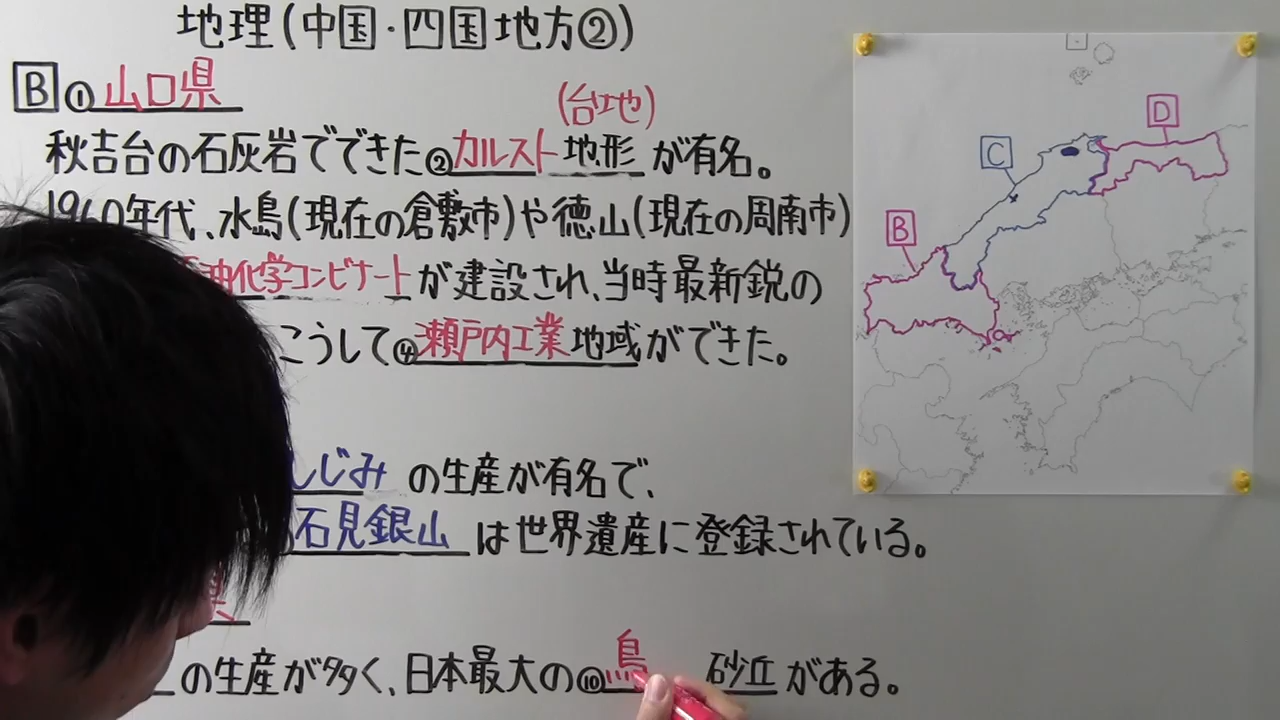 地理(中国・四国地方②)
B ①山口県
(台地)
秋吉台の石灰岩でできた②カルスト地形が有名。
1960年代、水島(現在の倉敷市)や徳山(現在の周南市)
油化学コンビナートが建設され、当時最新鋭の
こうして④瀬戸内工業地域ができた。
しじみの生産が有名で、
石見銀山は世界遺産に登録されている。
県
の生産が多く、日本最大の⑩鳥 砂丘がある。
D
C
B